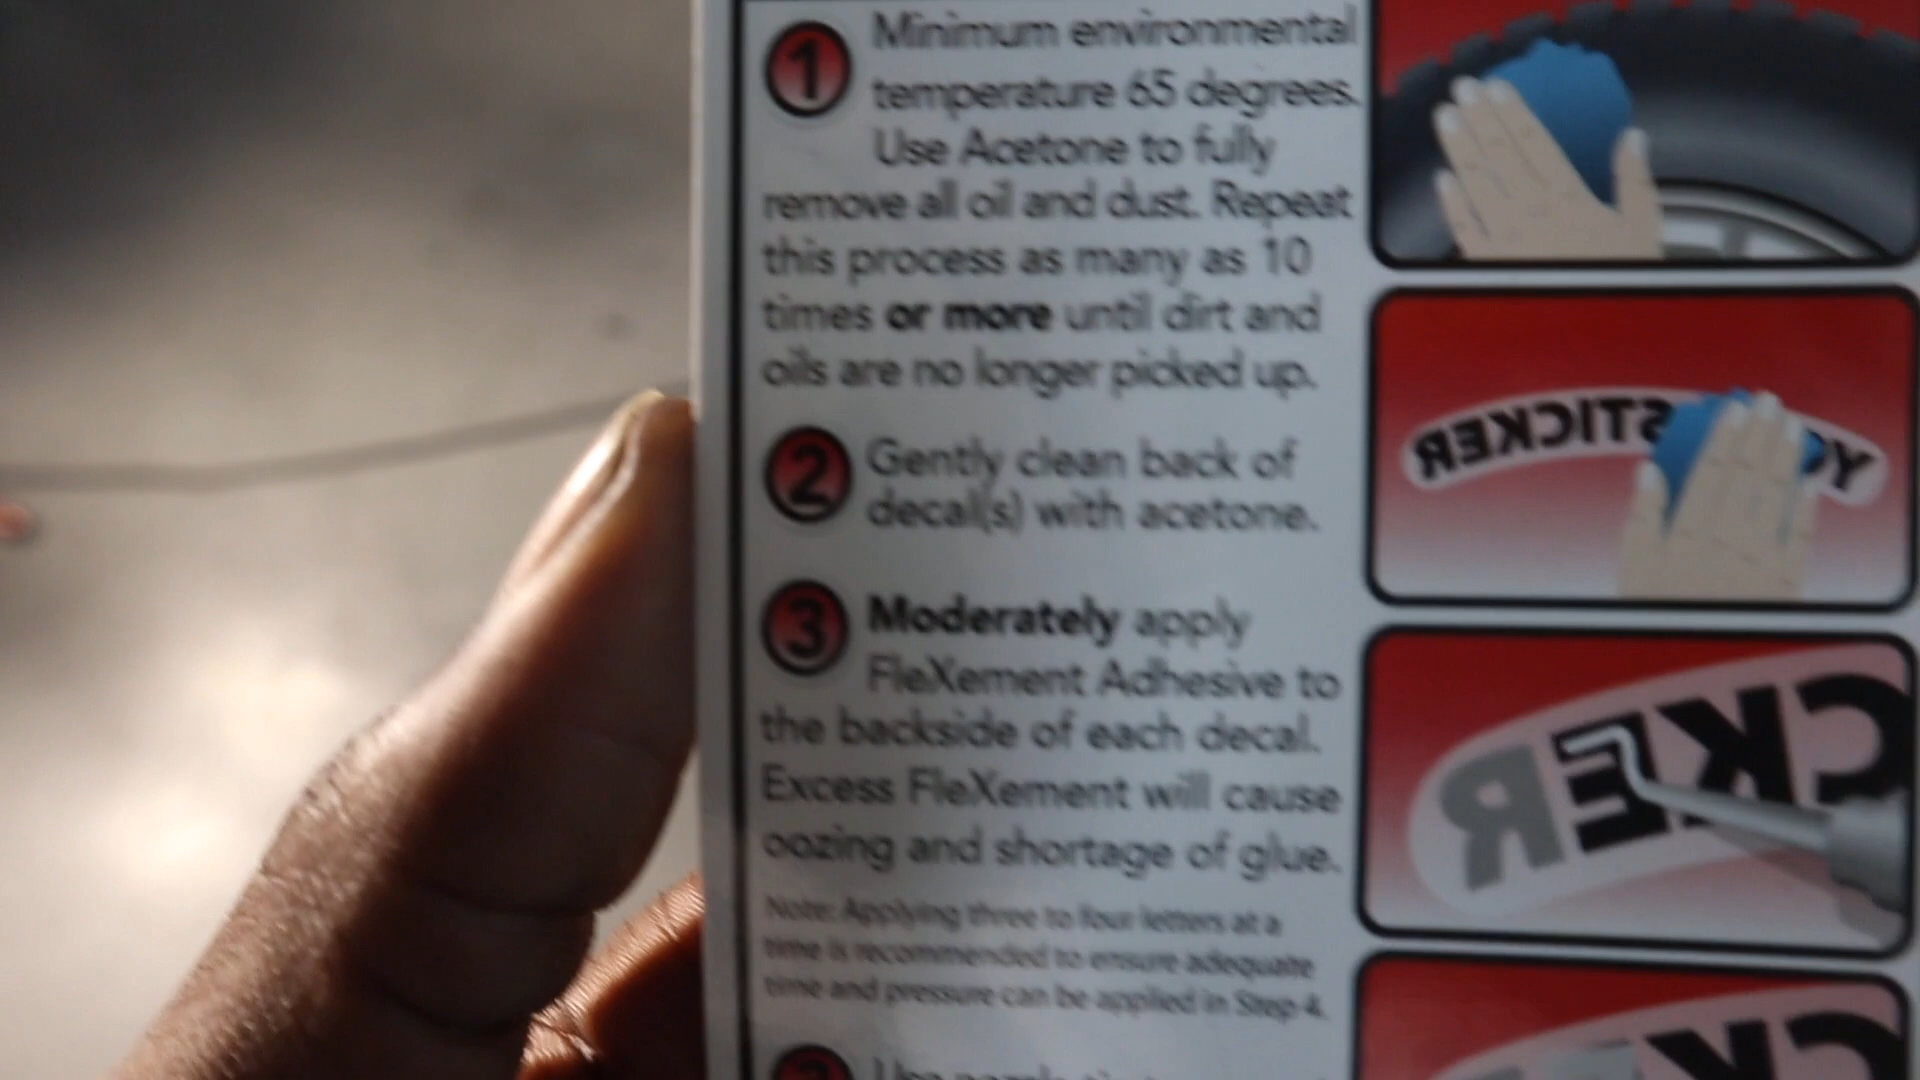 1 Minimum environmental
temperature 65 degrees.
Use Acetone to fully
remove all oil and dust. Repeat
this process as many as 10
times or more until dirt and
oils are no longer picked up.
2 Gently clean back of
decal(s) with acetone.
3 Moderately apply
FleXement Adhesive to
the backside of each decal.
Excess FleXement will cause
oozing and shortage of glue.
Note: Applying three to four letters at a
time is recommended to ensure adequate
time and pressure can be applied in Step 4.
3 Use nozzle
STICKER
CKER
CK